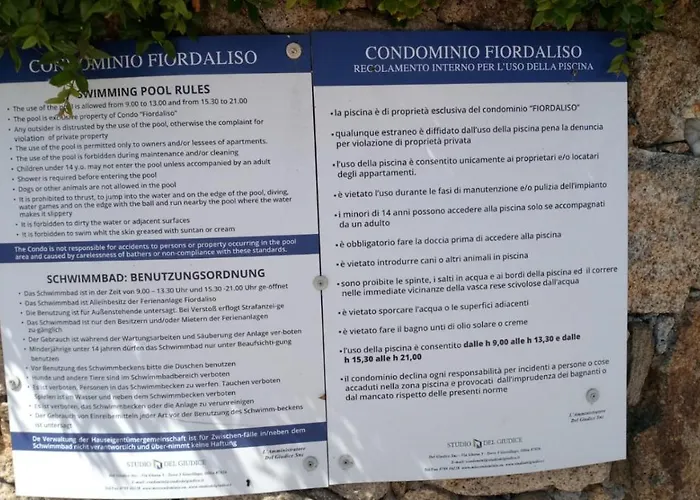 CONDOMINIO FIORDALISO
SWIMMING POOL RULES
• The use of the pool is allowed from 9.00 to 13.00 and from 15.30 to 21.00
• The pool is exclusive property of Condo "Fiordaliso"
• Any outsider is distrusted by the use of the pool, otherwise the complaint for
violation of private property
• The use of the pool is permitted only to owners and/or lessees of apartments.
• The use of the pool is forbidden during maintenance and/or cleaning
• Children under 14 y.o. may not enter the pool unless accompanied by an adult
• Shower is required before entering the pool
• Dogs or other animals are not allowed in the pool
• It is prohibited to thrust, to jump into the water and on the edge of the pool, diving,
water games and on the edge with the ball and run nearby the pool where the water
makes it slippery
• It is forbidden to dirty the water or adjacent surfaces
• It is forbidden to swim whit the skin greased with suntan or cream
The Condo is not responsible for accidents to persons or property occurring in the pool
area and caused by carelessness of bathers or non-compliance with these standards.
SCHWIMMBAD: BENUTZUNGSORDNUNG
• Das Schwimmbad ist in der Zeit von 9.00 – 13.30 Uhr und 15.30 -21.00 Uhr ge-öffnet
• Das Schwimmbad ist Alleinbesitz der Ferienanlage Fiordaliso
• Die Benutzung ist für Außenstehende untersagt. Bei Verstoß erflogt Strafanzei-ge
• Das Schwimmbad ist nur den Besitzern und/oder Mietern der Ferienanlagen
zu gänglich
• Der Gebrauch ist während der Wartungsarbeiten und Säuberung der Anlage ver-boten
• Minderjährige unter 14 Jahren dürfen das Schwimmbad nur unter Beaufsichti-gung
benutzen
• Vor Benutzung des Schwimmbeckens bitte die Duschen benutzen
• Hunde und andere Tiere sind im Schwimmbadbereich verboten
• Es ist verboten, Personen in das Schwimmbecken zu werfen. Tauchen verboten
Spielen ist im Wasser und neben dem Schwimmbecken verboten
• Es ist verboten, das Schwimmbecken oder die Anlage zu verunreinigen
• Der Gebrauch von Einreibemitteln jeder Art vor der Benutzung des Schwimm-beckens
ist untersagt
De Verwaltung der Hauseigentümergemeinschaft ist für Zwischen-fälle in/neben dem
Schwimmbad nicht verantwortlich und über-nimmt keine Haftung
L'Amministratore
Del Giudice Snc
STUDIO DEL GIUDICE
CONDOMINIO FIORDALISO
REGOLAMENTO INTERNO PER L'USO DELLA PISCINA
• la piscina è di proprietà esclusiva del condominio "FIORDALISO"
• qualunque estraneo è diffidato dall'uso della piscina pena la denuncia
per violazione di proprietà privata
• l'uso della piscina è consentito unicamente ai proprietari e/o locatari
degli appartamenti.
• è vietato l'uso durante le fasi di manutenzione e/o pulizia dell'impianto
• i minori di 14 anni possono accedere alla piscina solo se accompagnati
da un adulto
• è obbligatorio fare la doccia prima di accedere alla piscina
• è vietato introdurre cani o altri animali in piscina
• sono proibite le spinte, i salti in acqua e ai bordi della piscina ed il correre
nelle immediate vicinanze della vasca rese scivolose dall'acqua
• è vietato sporcare l'acqua o le superfici adiacenti
• è vietato fare il bagno unti di olio solare o creme
• l'uso della piscina è consentito dalle h 9,00 alle h 13,30 e dalle
h 15,30 alle h 21,00
• il condominio declina ogni responsabilità per incidenti a persone o cose
accaduti nella zona piscina e provocati dall'imprudenza dei bagnanti o
dal mancato rispetto delle presenti norme
L'Amministratore
Del Giudice Snc
STUDIO DEL GIUDICE